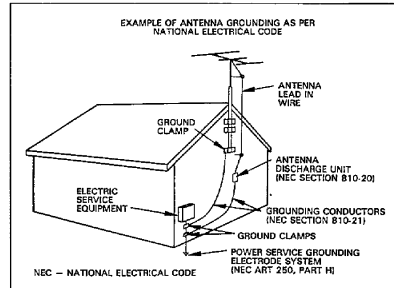 EXAMPLE OF ANTENNA GROUNDING AS PER
NATIONAL ELECTRICAL CODE
ANTENNA
LEAD IN
WIRE
GROUND
CLAMP
ANTENNA
DISCHARGE UNIT
(NEC SECTION 810-20)
ELECTRIC
SERVICE
EQUIPMENT
GROUNDING CONDUCTORS
(NEC SECTION 810-21)
GROUND CLAMPS
POWER SERVICE GROUNDING
ELECTRODE SYSTEM
(NEC ART 250, PART H)
NEC – NATIONAL ELECTRICAL CODE